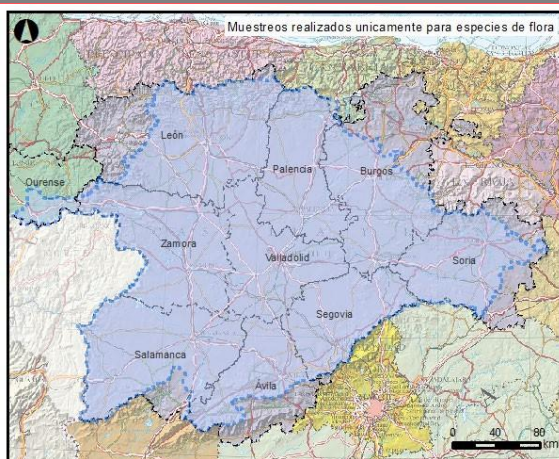 Muestreos realizados unicamente para especies de flora
León
Palencia
Burgos
Ourense
Zamora
Valladolid
Soria
Segovia
Salamanca
Ávila
0 40 80
km